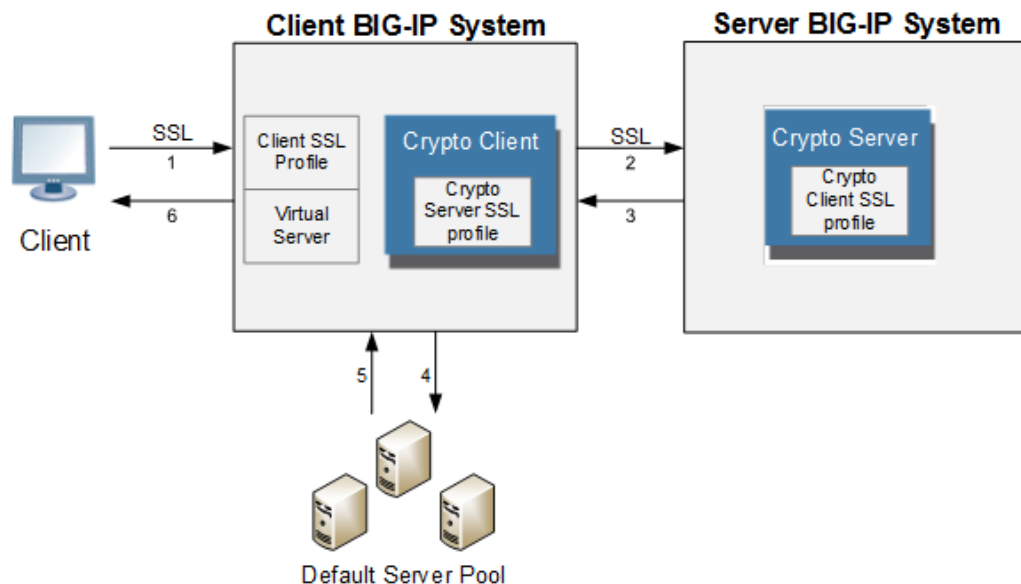 Client BIG-IP System
Server BIG-IP System
SSL
1
6
Client
Client SSL
Profile
Virtual
Server
Crypto Client
Crypto
Server SSL
profile
SSL
2
3
Crypto Server
Crypto
Client SSL
profile
5
4
Default Server Pool